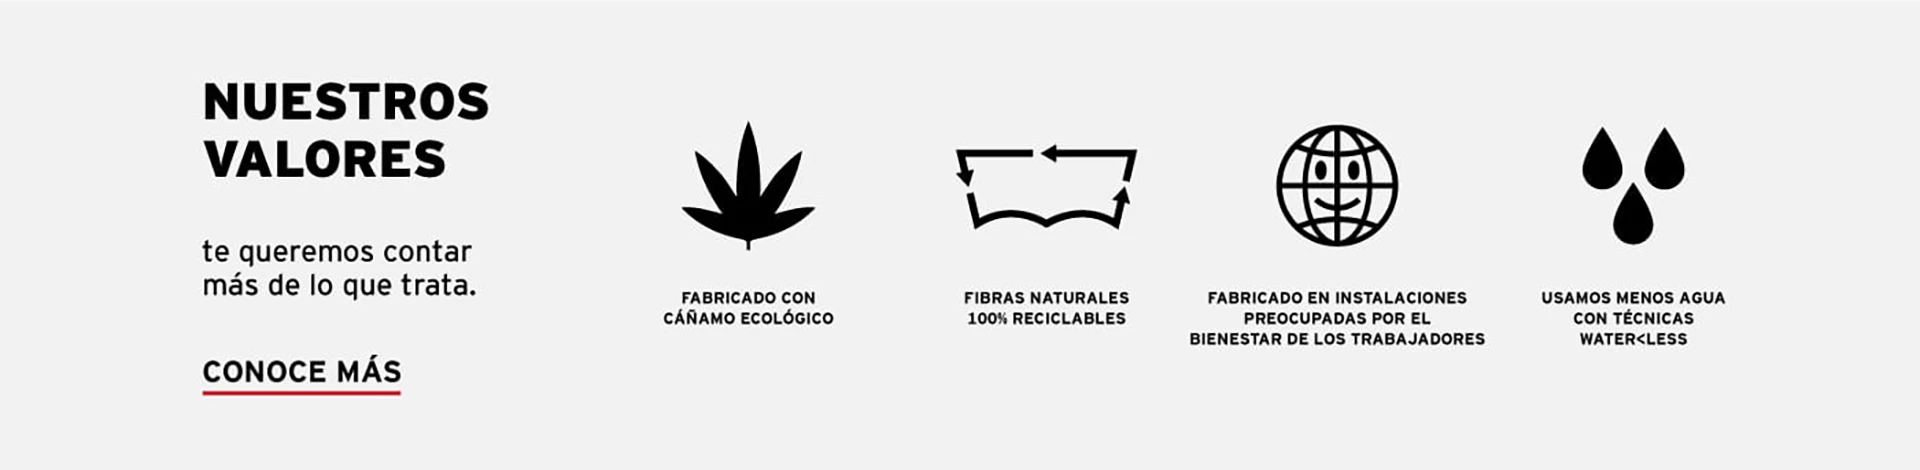 NUESTROS
VALORES
te queremos contar
más de lo que trata.
CONOCE MÁS
FABRICADO CON
CÁÑAMO ECOLÓGICO
FIBRAS NATURALES
100% RECICLABLES
FABRICADO EN INSTALACIONES
PREOCUPADAS POR EL
BIENESTAR DE LOS TRABAJADORES
USAMOS MENOS AGUA
CON TÉCNICAS
WATER<LESS